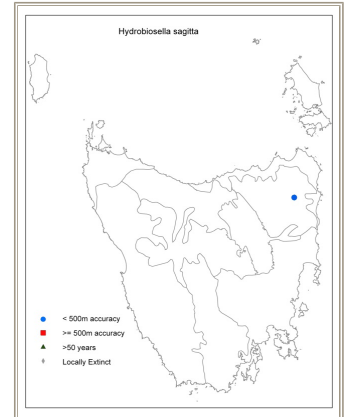 Hydrobiosella sagitta
< 500m accuracy
>= 500m accuracy
>50 years
Locally Extinct